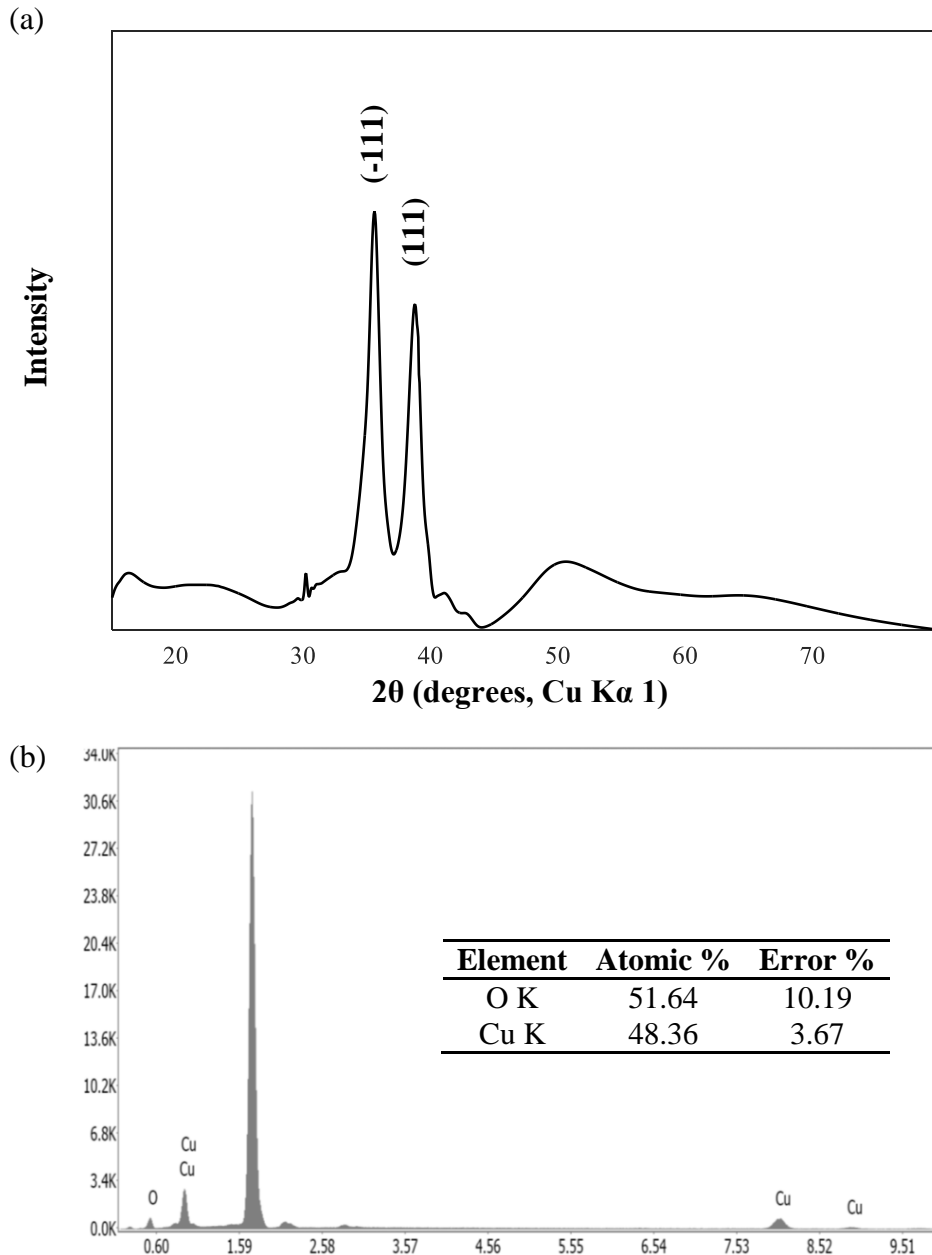 (a)
(-111)
(111)
Intensity
20 30 40 50 60 70
2θ (degrees, Cu Kα 1)
(b)
34.0K
30.6K
27.2K
23.8K
20.4K
17.0K
13.6K
10.2K
6.8K
3.4K
0.0K
Element Atomic % Error %
O K 51.64 10.19
Cu K 48.36 3.67
Cu
Cu
O
Cu
Cu
0.60 1.59 2.58 3.57 4.56 5.55 6.54 7.53 8.52 9.51